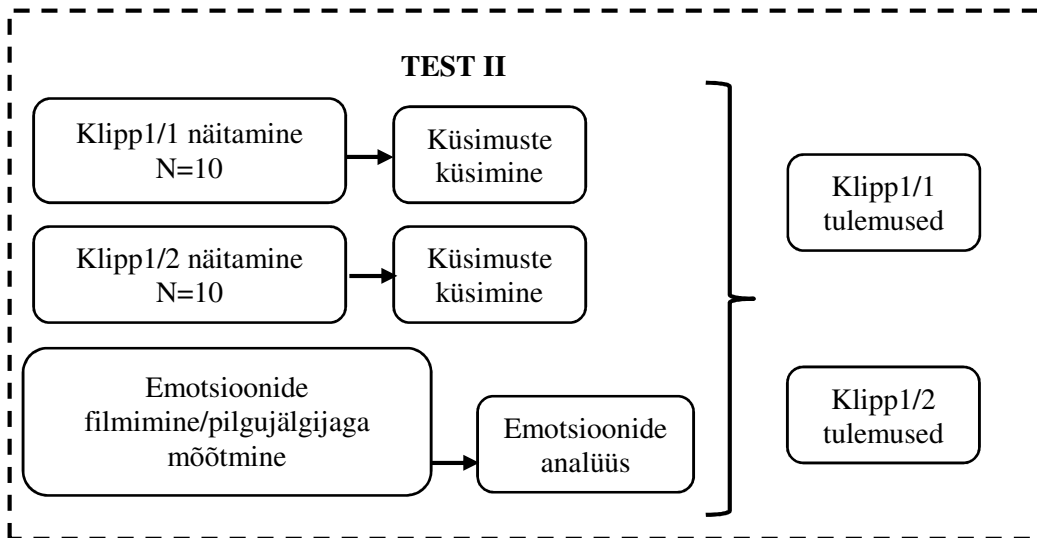 TEST II
Klipp1/1 näitamine
N=10
Küsimuste
küsimine
Klipp1/2 näitamine
N=10
Küsimuste
küsimine
Emotsioonide
filmimine/pilgujälgijaga
mõõtmine
Emotsioonide
analüüs
Klipp1/1
tulemused
Klipp1/2
tulemused